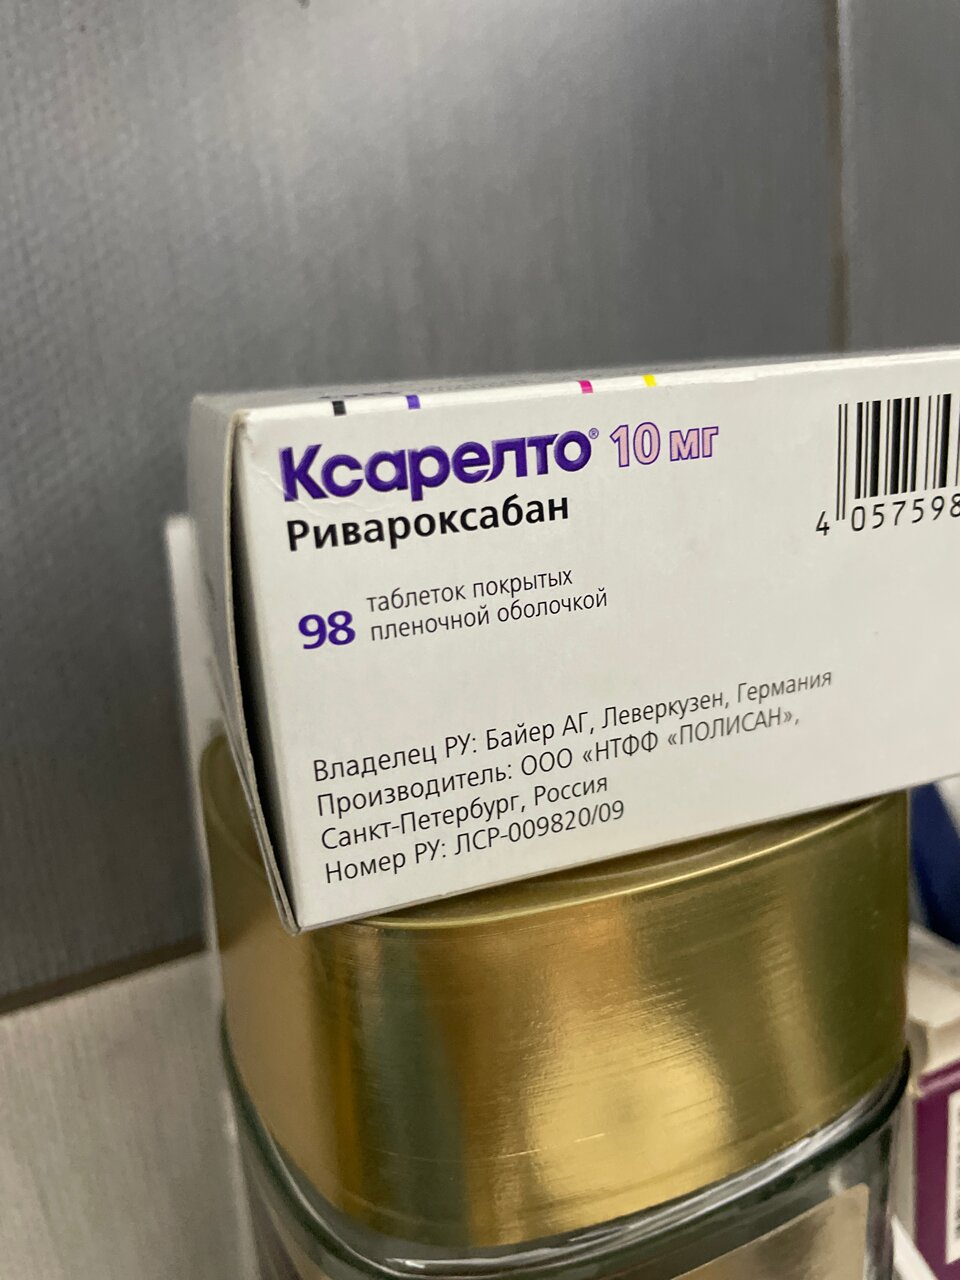 Ксарелто® 10 мг
Ривароксабан
98 таблеток покрытых
пленочной оболочкой
4 057598
Владелец РУ: Байер АГ, Леверкузен, Германия
Производитель: ООО «НТФФ «ПОЛИСАН»,
Санкт-Петербург, Россия
Номер РУ: ЛСР-009820/09